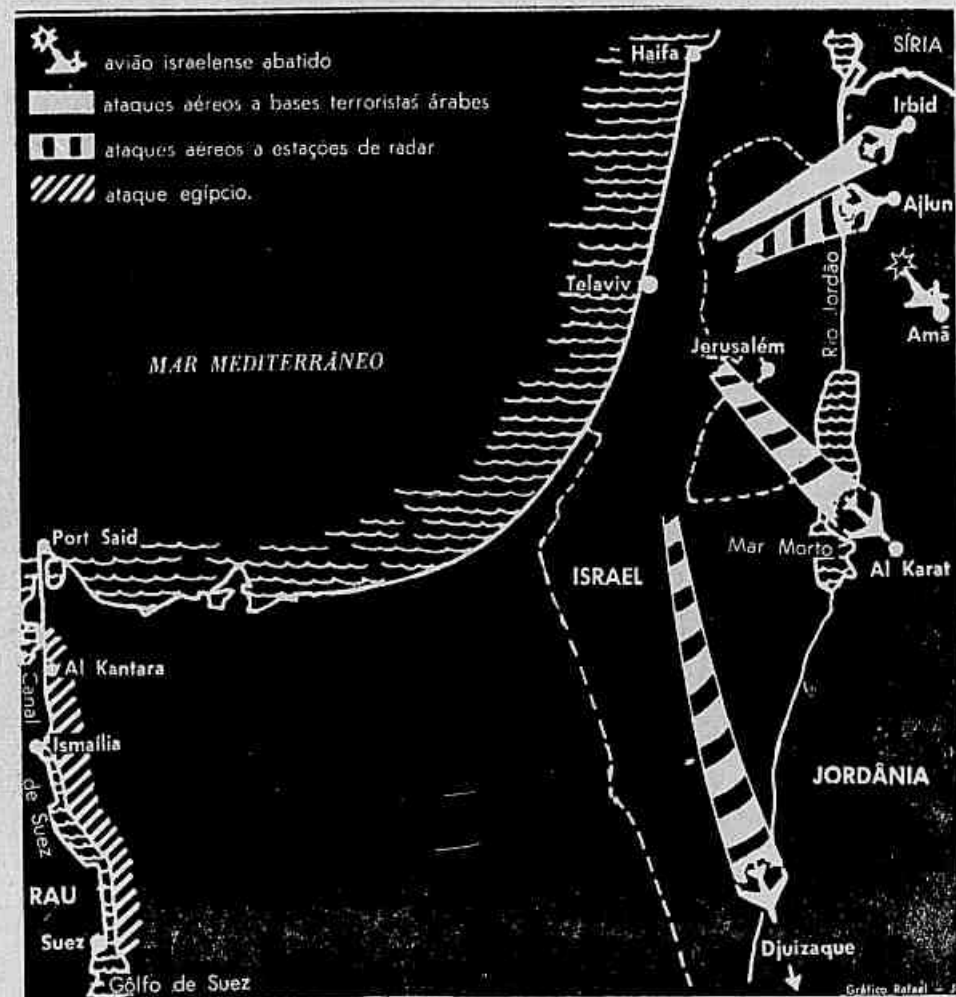 avião israelense abatido
ataques aéreos a bases terroristas árabes
ataques aéreos a estações de radar
ataque egípcio.
Haifa
SÍRIA
Irbid
Ajlun
Telaviv
Rio Jordão
Amã
MAR MEDITERRÂNEO
Jerusalém
Port Said
Mar Morto
Al Karat
ISRAEL
Al Kantara
Canal de Suez
Ismaília
JORDÂNIA
RAU
Suez
Djuizaque
Gôlfo de Suez
Gráfico Rafael